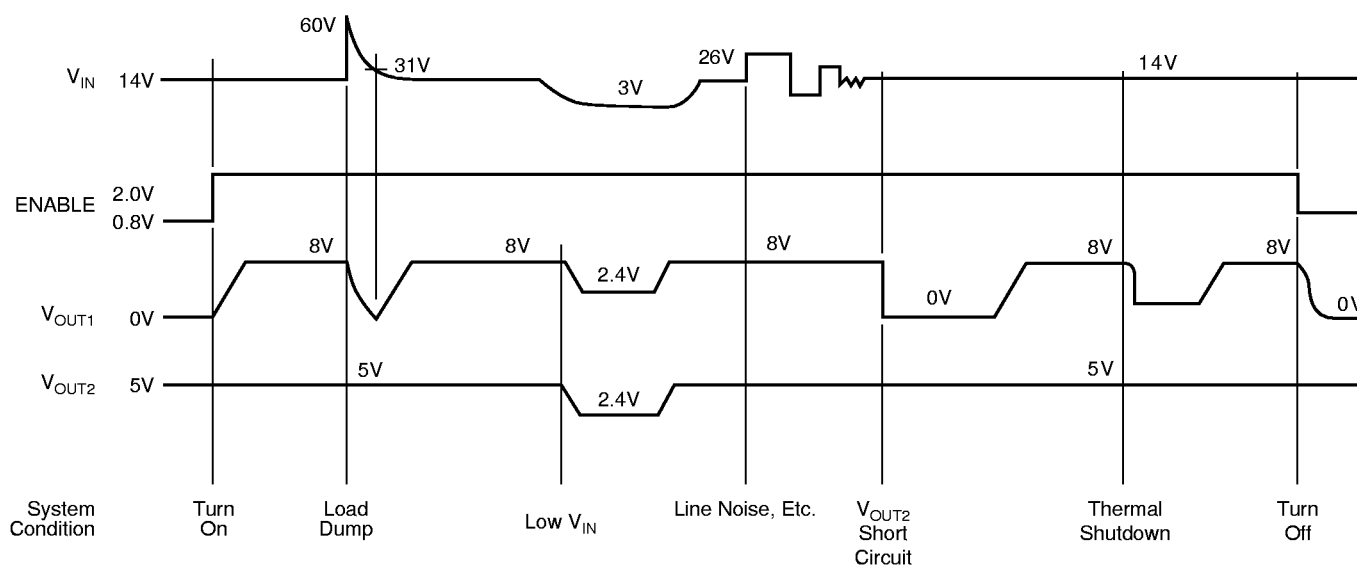 60V
V_IN 14V
31V
3V
26V
14V
ENABLE
2.0V
0.8V
8V
8V
2.4V
8V
0V
8V
8V
0V
V_OUT1 0V
V_OUT2 5V
5V
2.4V
5V
System
Condition
Turn
On
Load
Dump
Low V_IN
Line Noise, Etc.
V_OUT2
Short
Circuit
Thermal
Shutdown
Turn
Off